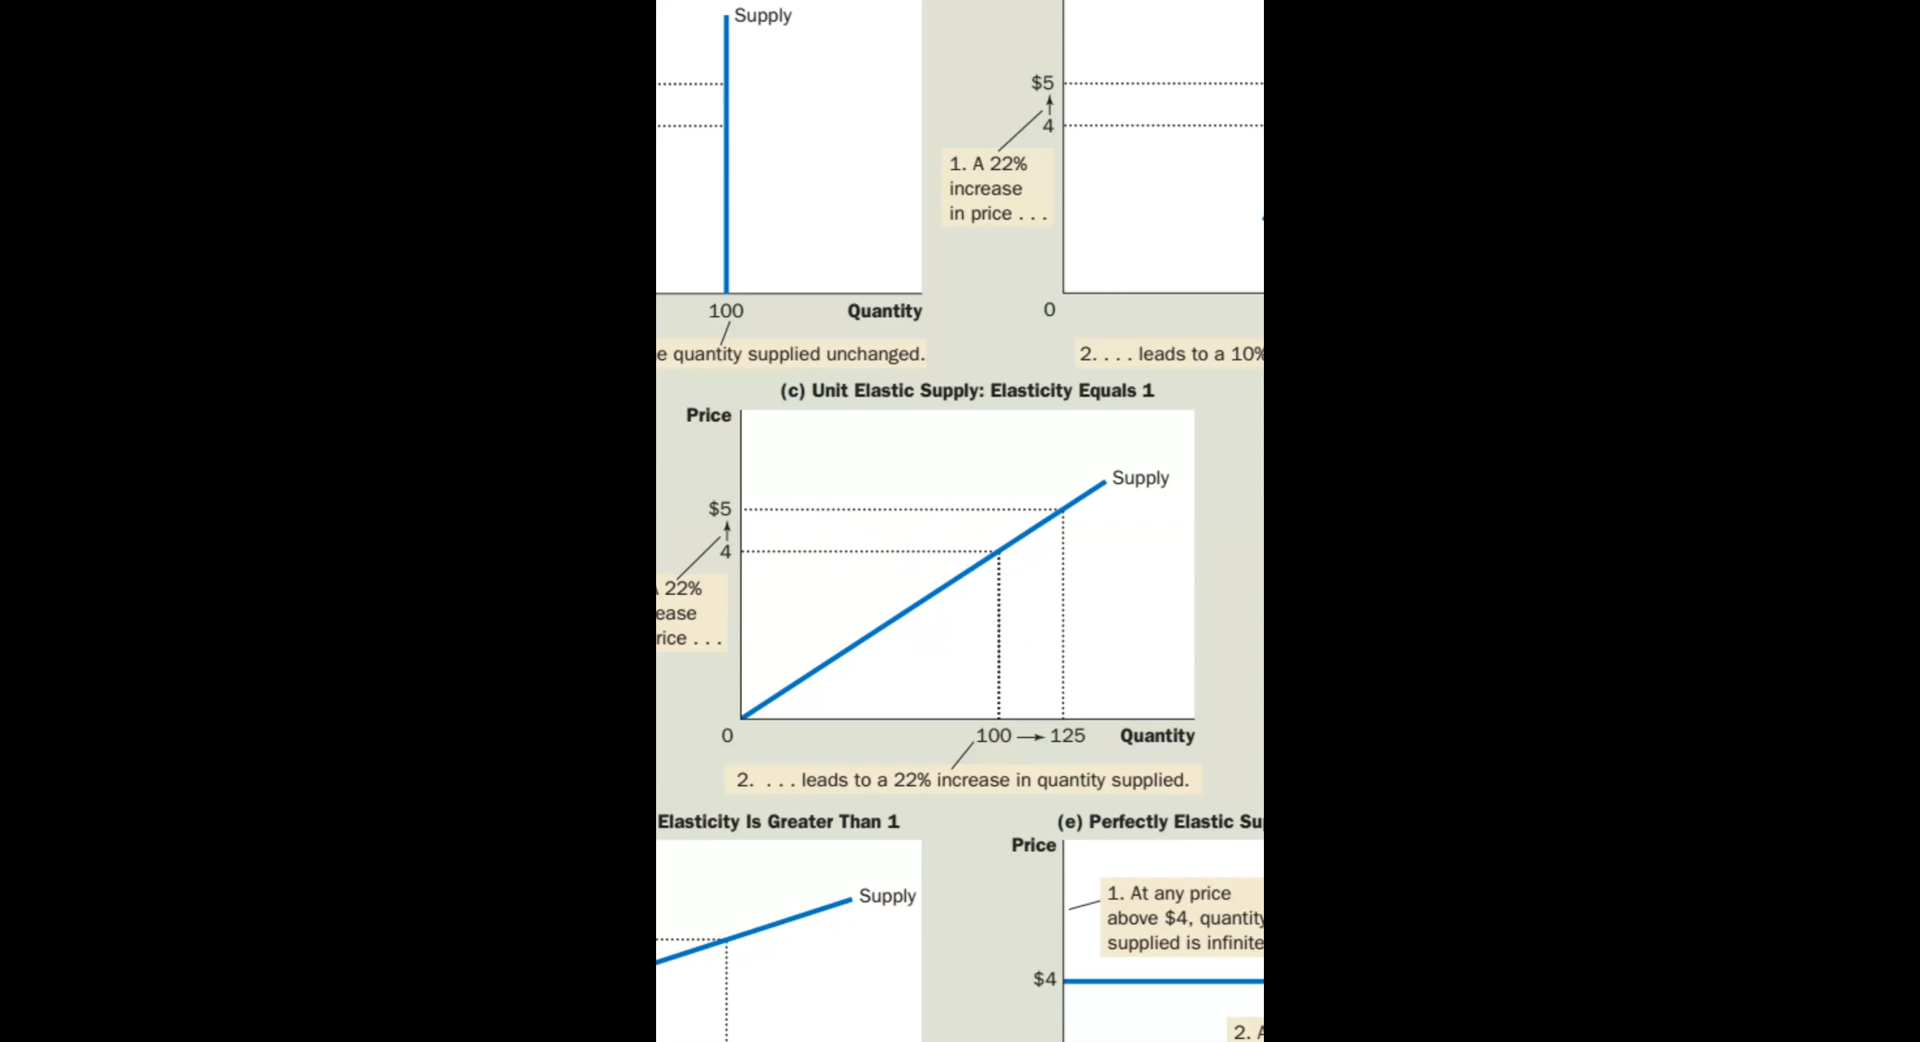 Supply
$5
4
1. A 22%
increase
in price . . .
100
Quantity
0
e quantity supplied unchanged.
2. . . . leads to a 10%
(c) Unit Elastic Supply: Elasticity Equals 1
Price
Supply
$5
4
22%
ease
rice . . .
0
100
125
Quantity
2. . . . leads to a 22% increase in quantity supplied.
Elasticity Is Greater Than 1
(e) Perfectly Elastic Su
Price
Supply
1. At any price
above $4, quantity
supplied is infinite
$4
2.